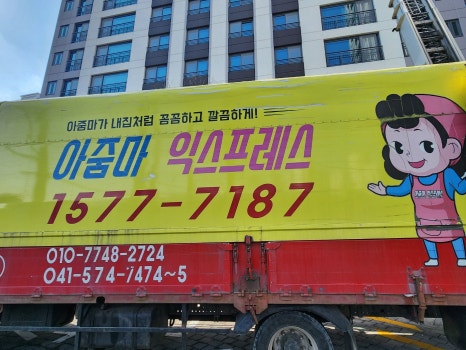 아줌마가 내집처럼 꼼꼼하고 깔끔하게!
아줌마 익스프레스
1577-7187
010-7748-2724
041-574-7474~5